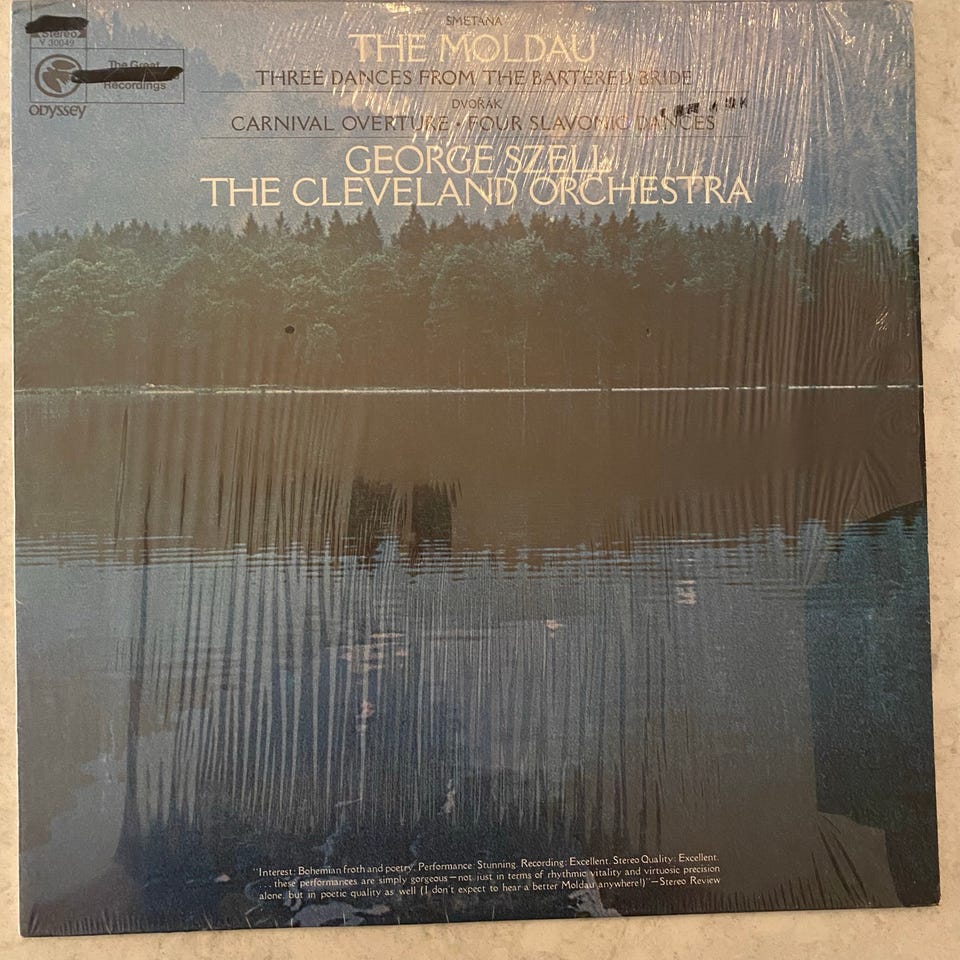 Stereo
Y 30049
The Great
Recordings
ODYSSEY
SMETANA
THE MOLDAU
THREE DANCES FROM THE BARTERED BRIDE
DVOŘÁK
CARNIVAL OVERTURE • FOUR SLAVONIC DANCES
GEORGE SZELL
THE CLEVELAND ORCHESTRA
"Interest: Bohemian froth and poetry. Performance: Stunning. Recording: Excellent. Stereo Quality: Excellent.
... these performances are simply gorgeous—not just in terms of rhythmic vitality and virtuosic precision
alone, but in poetic quality as well (I don't expect to hear a better Moldau anywhere!)"—Stereo Review